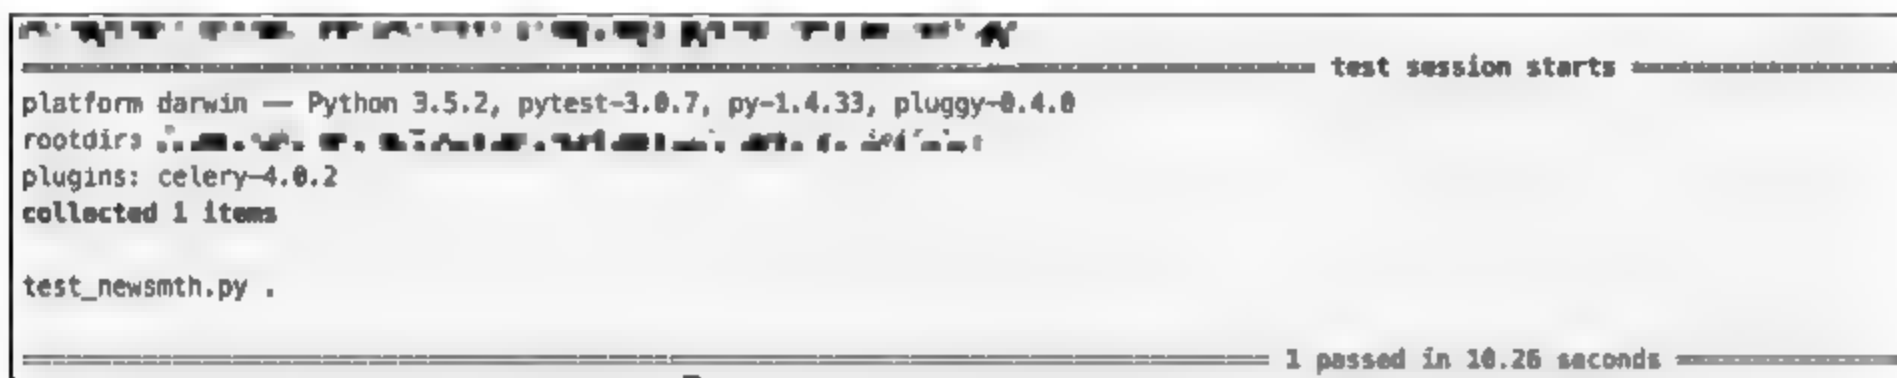 test session starts
platform darwin — Python 3.5.2, pytest-3.0.7, py-1.4.33, pluggy-0.4.0
rootdir:
plugins: celery-4.0.2
collected 1 items
test_newsmth.py .
1 passed in 10.26 seconds